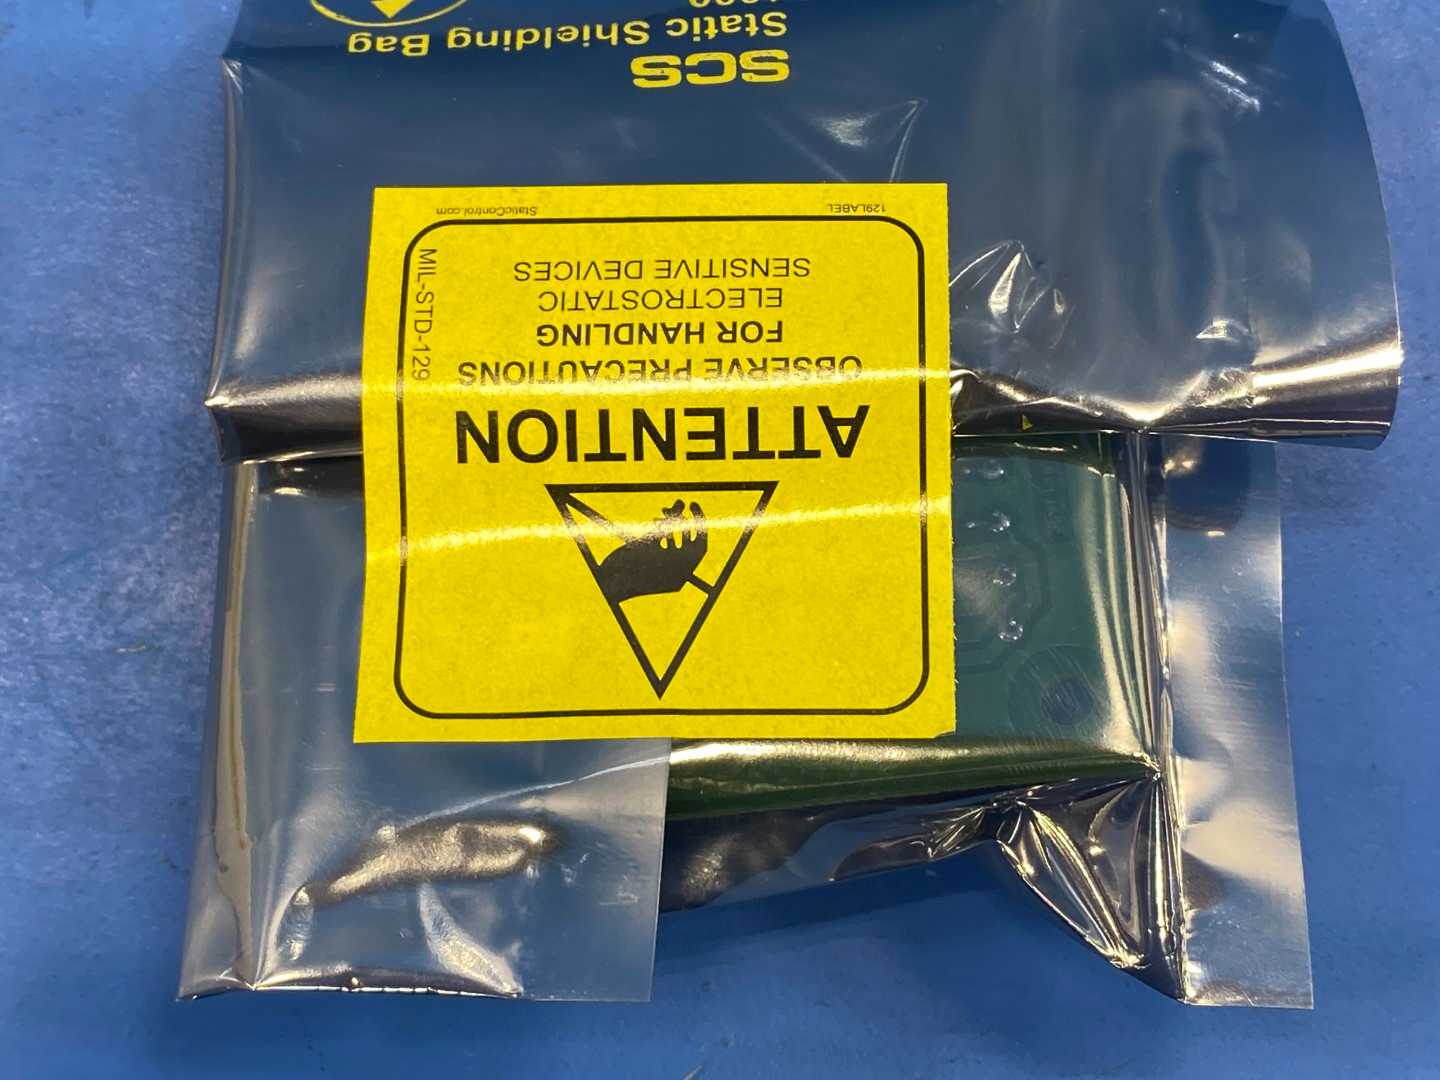 SCS
Static Shielding Bag
129LABEL
StaticControl.com
ATTENTION
OBSERVE PRECAUTIONS
FOR HANDLING
ELECTROSTATIC
SENSITIVE DEVICES
MIL-STD-129